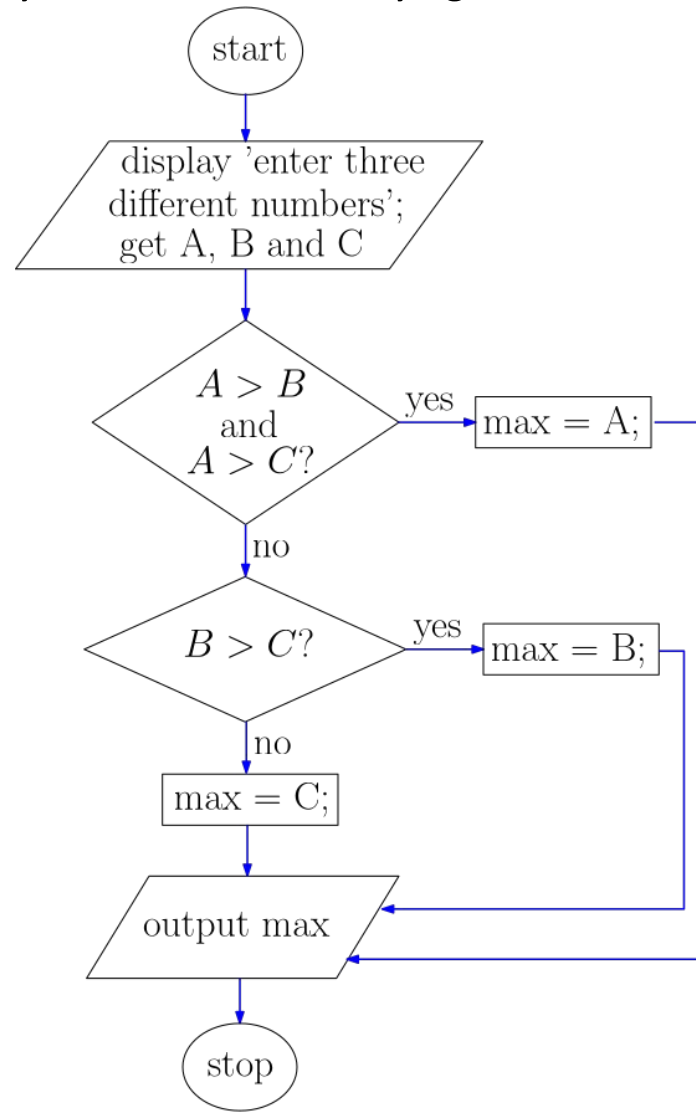 start
display 'enter three
different numbers';
get A, B and C
A > B
and
A > C?
yes
max = A;
no
B > C?
yes
max = B;
no
max = C;
output max
stop